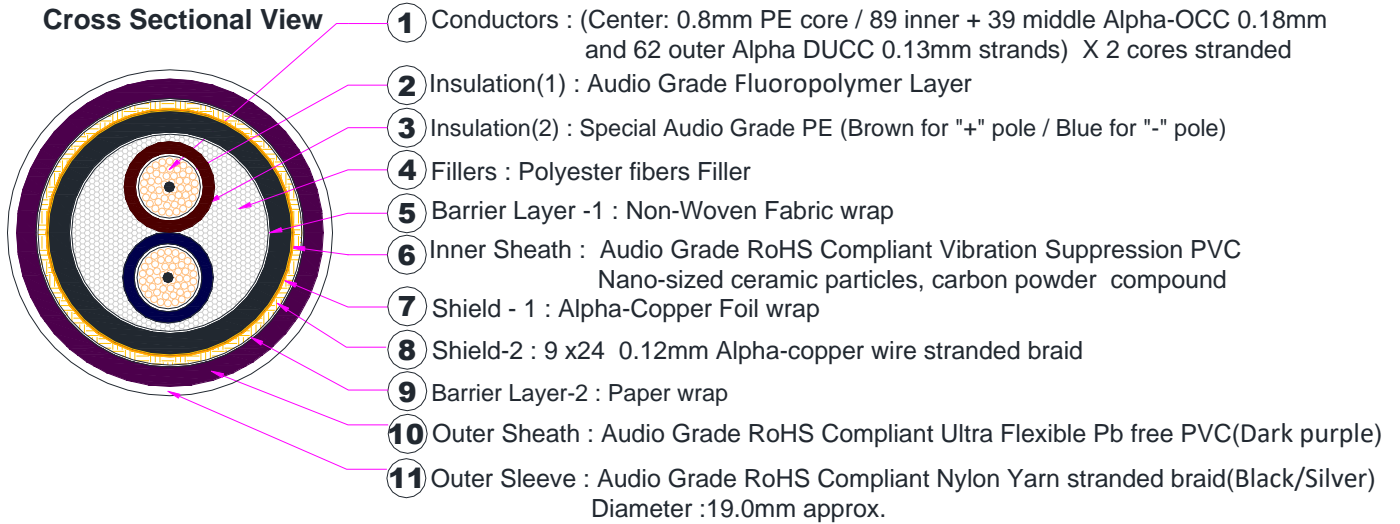 Cross Sectional View
1 Conductors : (Center: 0.8mm PE core / 89 inner + 39 middle Alpha-OCC 0.18mm
and 62 outer Alpha DUCC 0.13mm strands) X 2 cores stranded
2 Insulation(1) : Audio Grade Fluoropolymer Layer
3 Insulation(2) : Special Audio Grade PE (Brown for "+" pole / Blue for "-" pole)
4 Fillers : Polyester fibers Filler
5 Barrier Layer -1 : Non-Woven Fabric wrap
6 Inner Sheath : Audio Grade RoHS Compliant Vibration Suppression PVC
Nano-sized ceramic particles, carbon powder compound
7 Shield - 1 : Alpha-Copper Foil wrap
8 Shield-2 : 9 x24 0.12mm Alpha-copper wire stranded braid
9 Barrier Layer-2 : Paper wrap
10 Outer Sheath : Audio Grade RoHS Compliant Ultra Flexible Pb free PVC(Dark purple)
11 Outer Sleeve : Audio Grade RoHS Compliant Nylon Yarn stranded braid(Black/Silver)
Diameter :19.0mm approx.